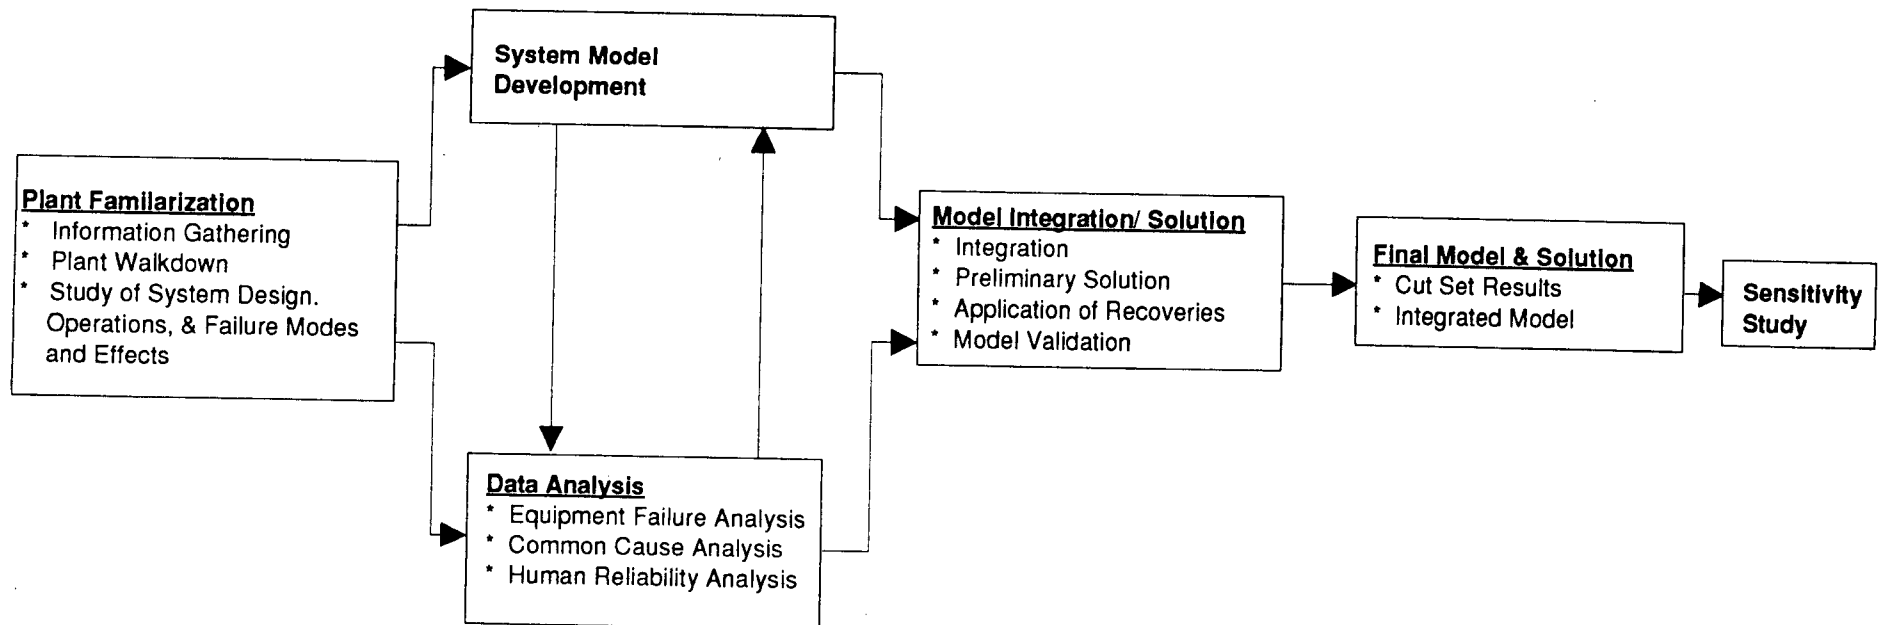 System Model
Development
Plant Familarization
* Information Gathering
* Plant Walkdown
* Study of System Design.
Operations, & Failure Modes
and Effects
Data Analysis
* Equipment Failure Analysis
* Common Cause Analysis
* Human Reliability Analysis
Model Integration/ Solution
* Integration
* Preliminary Solution
* Application of Recoveries
* Model Validation
Final Model & Solution
* Cut Set Results
* Integrated Model
Sensitivity
Study